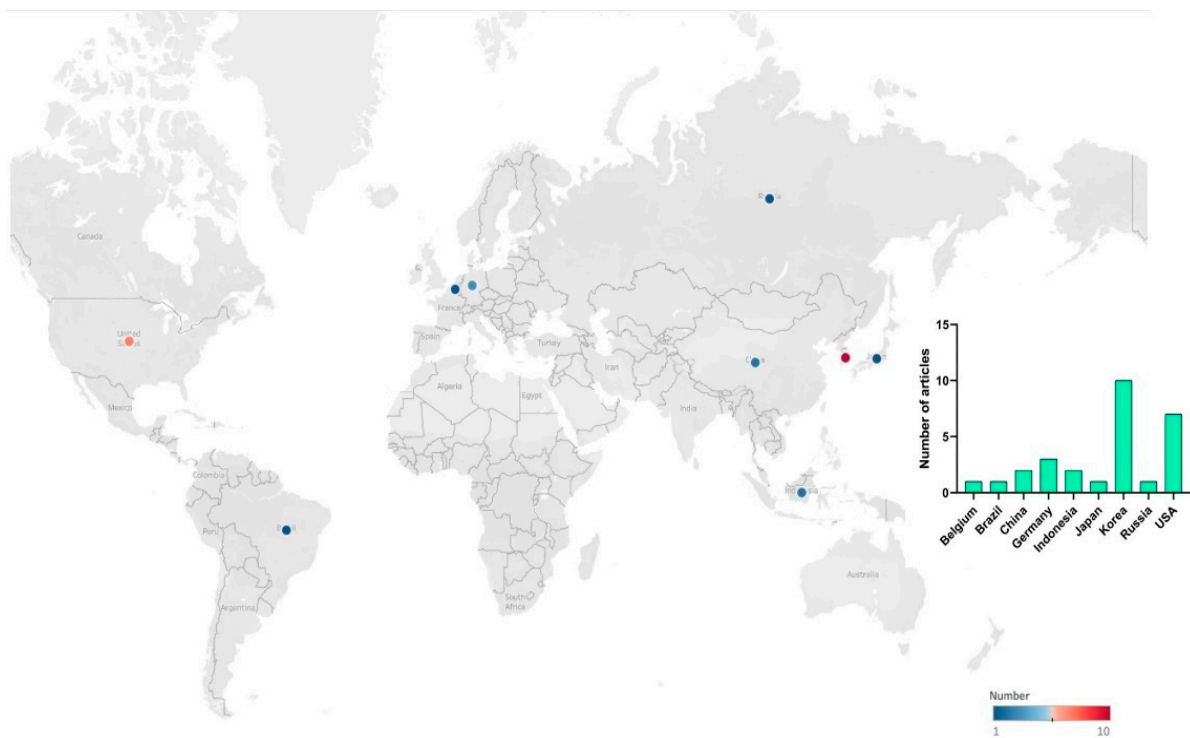 Canada
United
States
Mexico
Colombia
Peru
Brazil
Argentina
France
Spain
Turkey
Algeria
Egypt
Iran
South
Africa
Russia
China
India
Japan
Indonesia
Australia
Number of articles
15
10
5
0
Belgium
Brazil
China
Germany
Indonesia
Japan
Korea
Russia
USA
Number
1 10